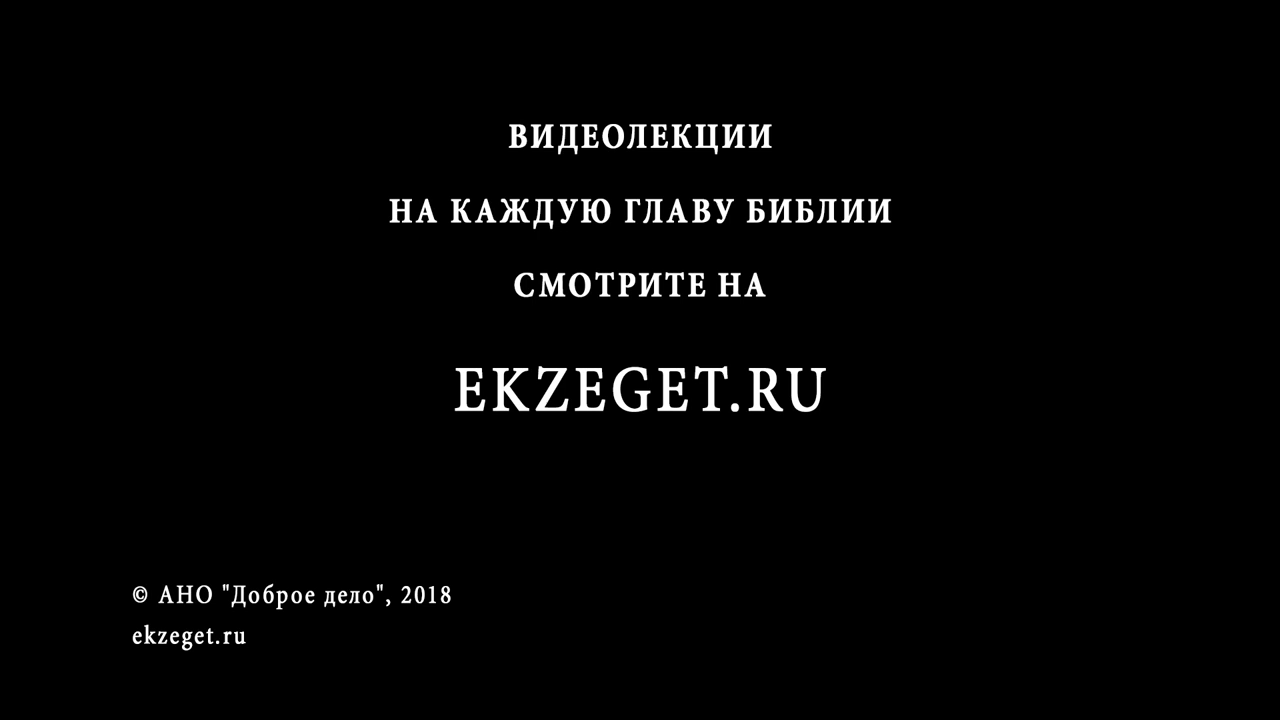 ВИДЕОЛЕКЦИИ
НА КАЖДУЮ ГЛАВУ БИБЛИИ
СМОТРИТЕ НА
EKZEGET.RU
© АНО "Доброе дело", 2018
ekzeget.ru